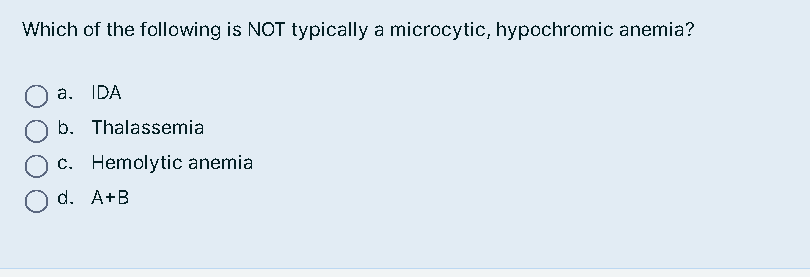 Which of the following is NOT typically a microcytic, hypochromic anemia?
a. IDA
b. Thalassemia
c. Hemolytic anemia
d. A+B